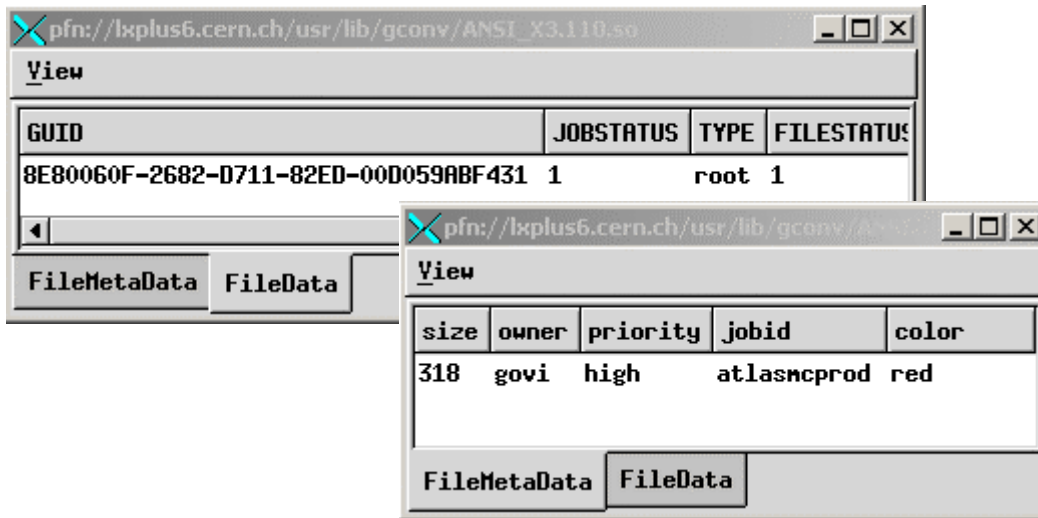 pfn://lxplus6.cern.ch/usr/lib/gconv/ANSI_X3.110.so
View
GUID JOBSTATUS TYPE FILESTATUS
8E80060F-2682-D711-82ED-00D059ABF431 1 root 1
FileMetaData FileData
pfn://lxplus6.cern.ch/usr/lib/gconv/
View
size owner priority jobid color
318 govi high atlasmcprod red
FileMetaData FileData